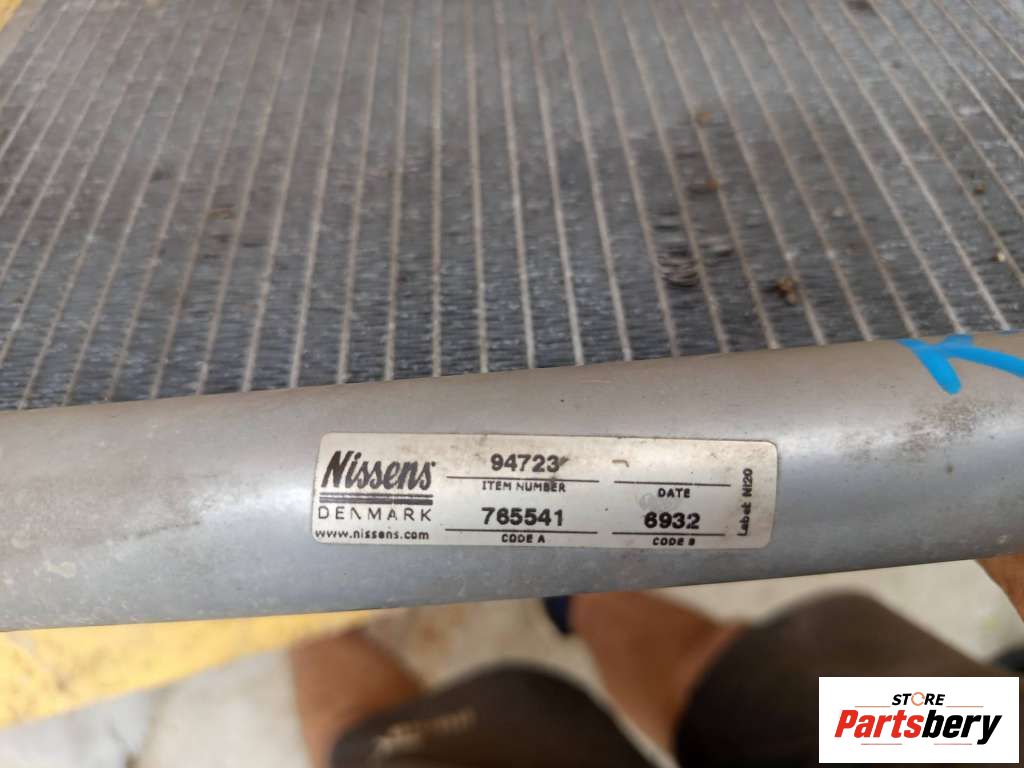 Nissens
DENMARK
www.nissens.com
94723
ITEM NUMBER
DATE
765541
CODE A
6932
CODE B
Label: NI20
STORE
Partsbery